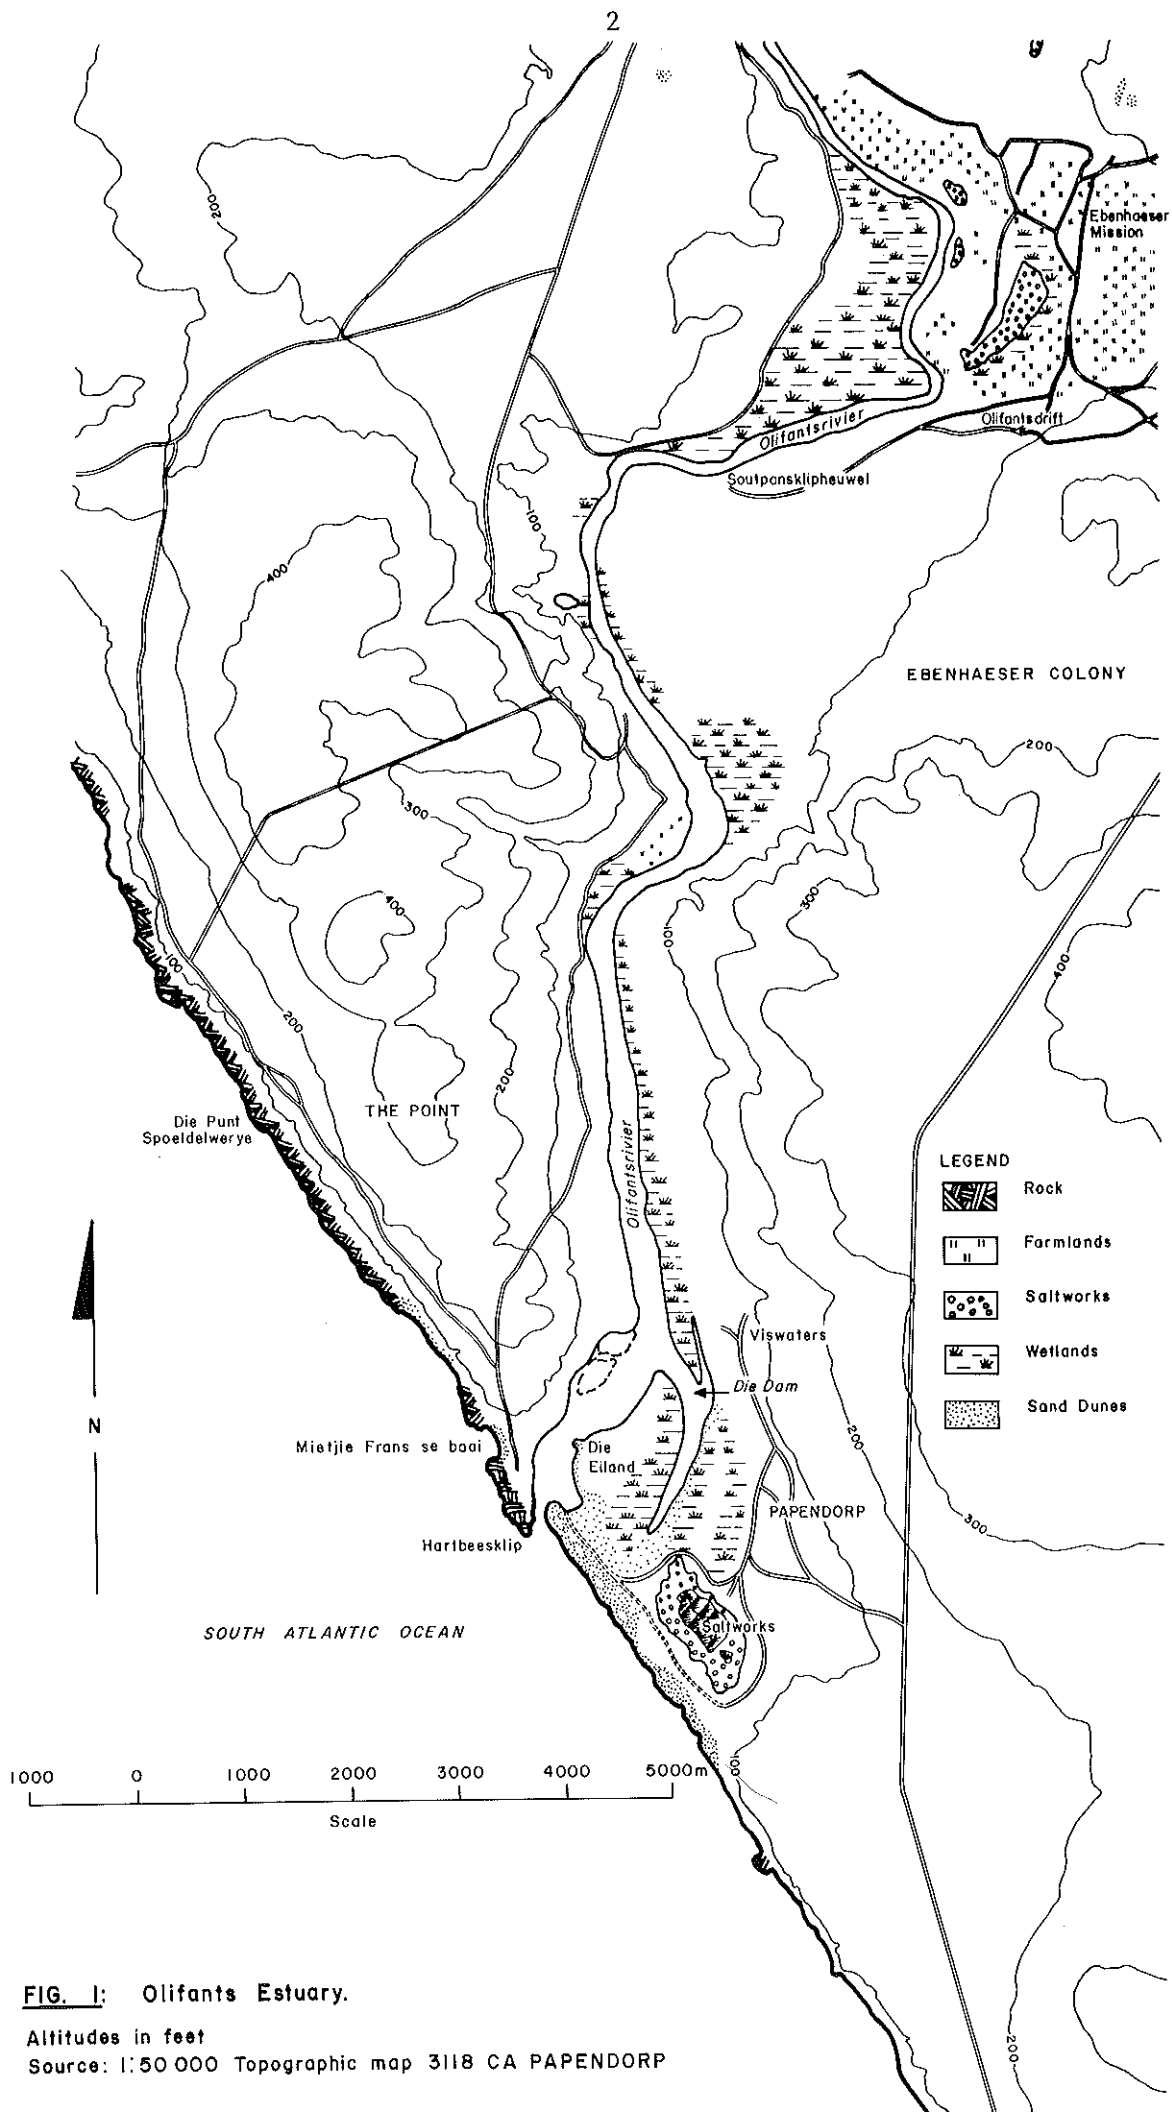 2
200
Ebenhaeser
Mission
Olifantsrivier
Olifantsdrift
Soutpansklipheuwel
100
400
EBENHAESER COLONY
200
300
300
400
100
400
100
200
200
THE POINT
Die Punt
Spoeldelwerye
Olifantsrivier
LEGEND
Rock
Farmlands
Saltworks
Wetlands
Sand Dunes
Viswaters
Die Dam
N
Mietjie Frans se baai
Die
Eiland
200
PAPENDORP
300
Hartbeesklip
SOUTH ATLANTIC OCEAN
Saltworks
100
1000 0 1000 2000 3000 4000 5000m
Scale
FIG. 1: Olifants Estuary.
Altitudes in feet
Source: 1:50 000 Topographic map 3118 CA PAPENDORP
200